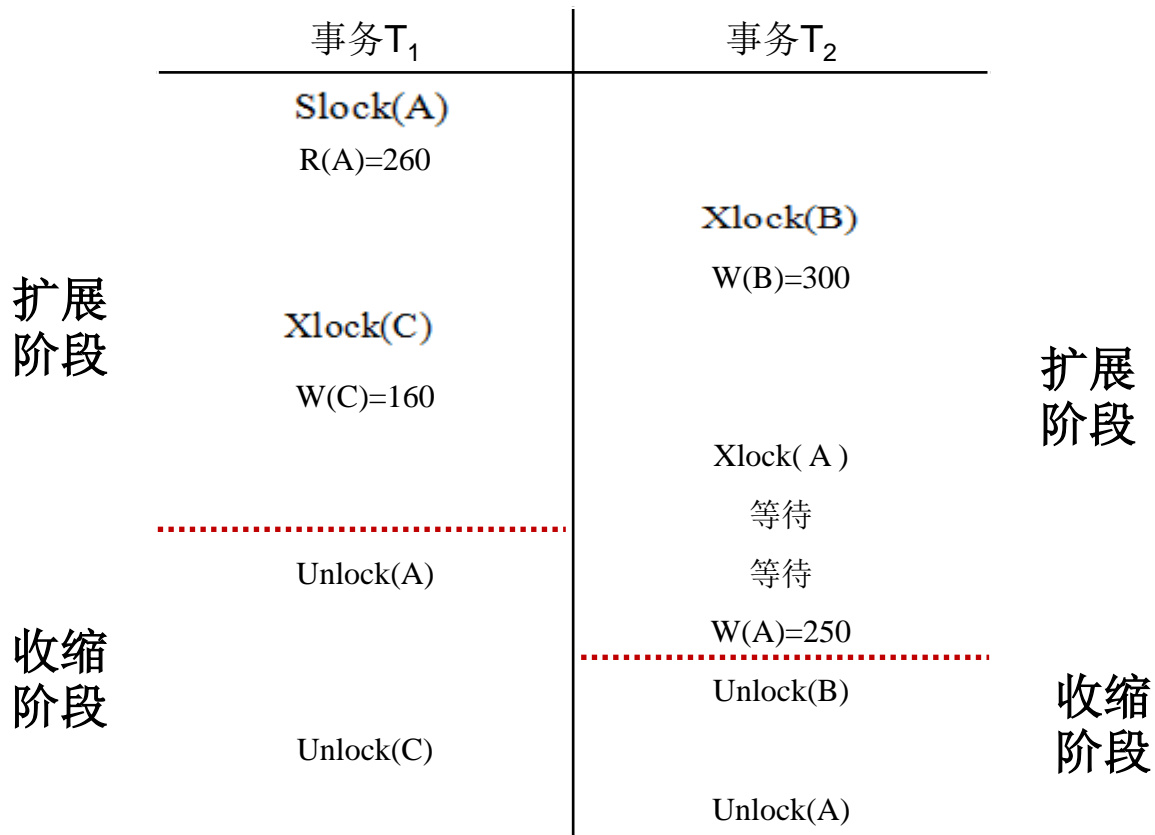 事务T₁ 事务T₂
Slock(A)
R(A)=260
Xlock(B)
W(B)=300
扩展
阶段
Xlock(C)
W(C)=160
扩展
阶段
Xlock( A )
等待
等待
Unlock(A)
W(A)=250
收缩
阶段
Unlock(B)
收缩
阶段
Unlock(C)
Unlock(A)